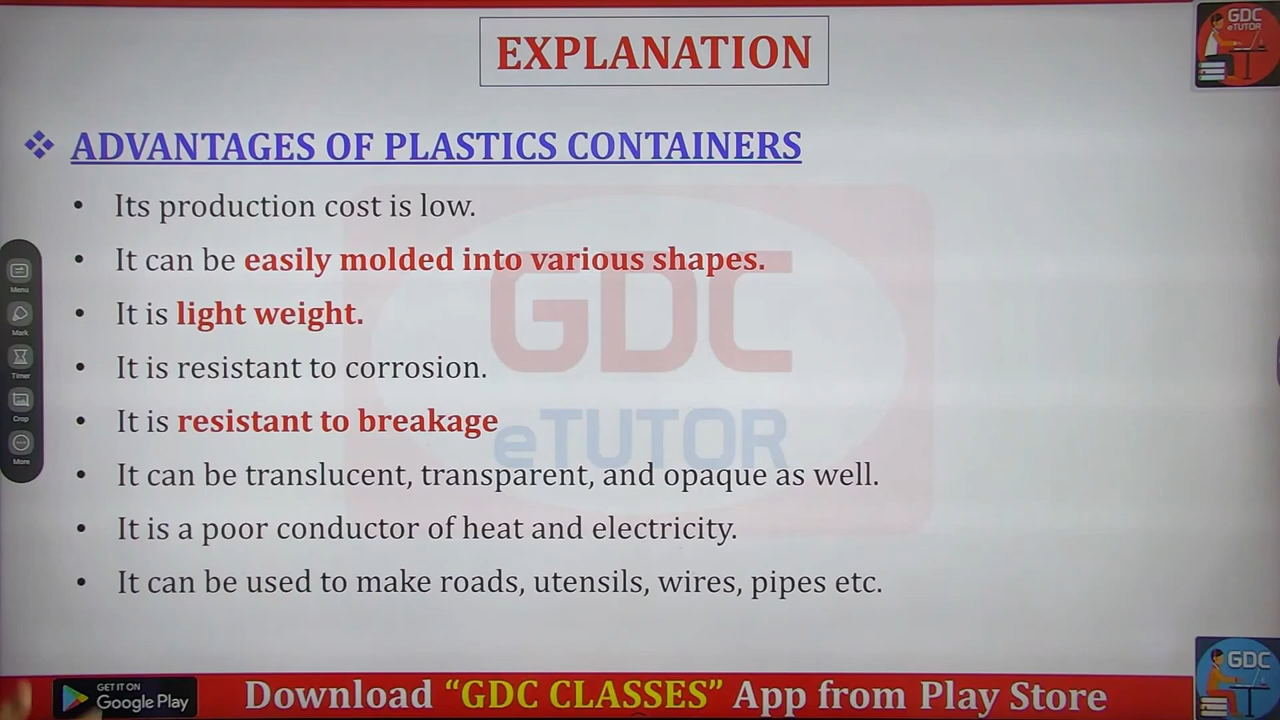 EXPLANATION
GDC
eTUTOR
❖ ADVANTAGES OF PLASTICS CONTAINERS
• Its production cost is low.
• It can be easily molded into various shapes.
• It is light weight.
• It is resistant to corrosion.
• It is resistant to breakage
• It can be translucent, transparent, and opaque as well.
• It is a poor conductor of heat and electricity.
• It can be used to make roads, utensils, wires, pipes etc.
GDC
eTUTOR
Menu
Mark
Timer
Crop
More
GET IT ON
Google Play
Download “GDC CLASSES” App from Play Store
GDC